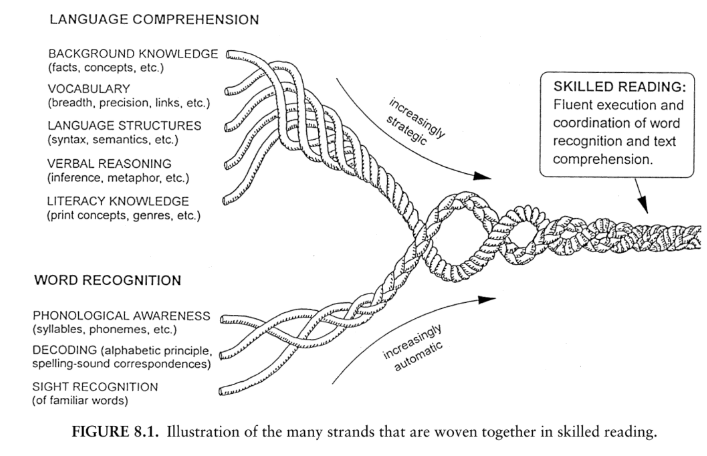 LANGUAGE COMPREHENSION
BACKGROUND KNOWLEDGE
(facts, concepts, etc.)
VOCABULARY
(breadth, precision, links, etc.)
LANGUAGE STRUCTURES
(syntax, semantics, etc.)
VERBAL REASONING
(inference, metaphor, etc.)
LITERACY KNOWLEDGE
(print concepts, genres, etc.)
increasingly
strategic
SKILLED READING:
Fluent execution and
coordination of word
recognition and text
comprehension.
WORD RECOGNITION
PHONOLOGICAL AWARENESS
(syllables, phonemes, etc.)
DECODING (alphabetic principle,
spelling-sound correspondences)
SIGHT RECOGNITION
(of familiar words)
increasingly
automatic
FIGURE 8.1. Illustration of the many strands that are woven together in skilled reading.